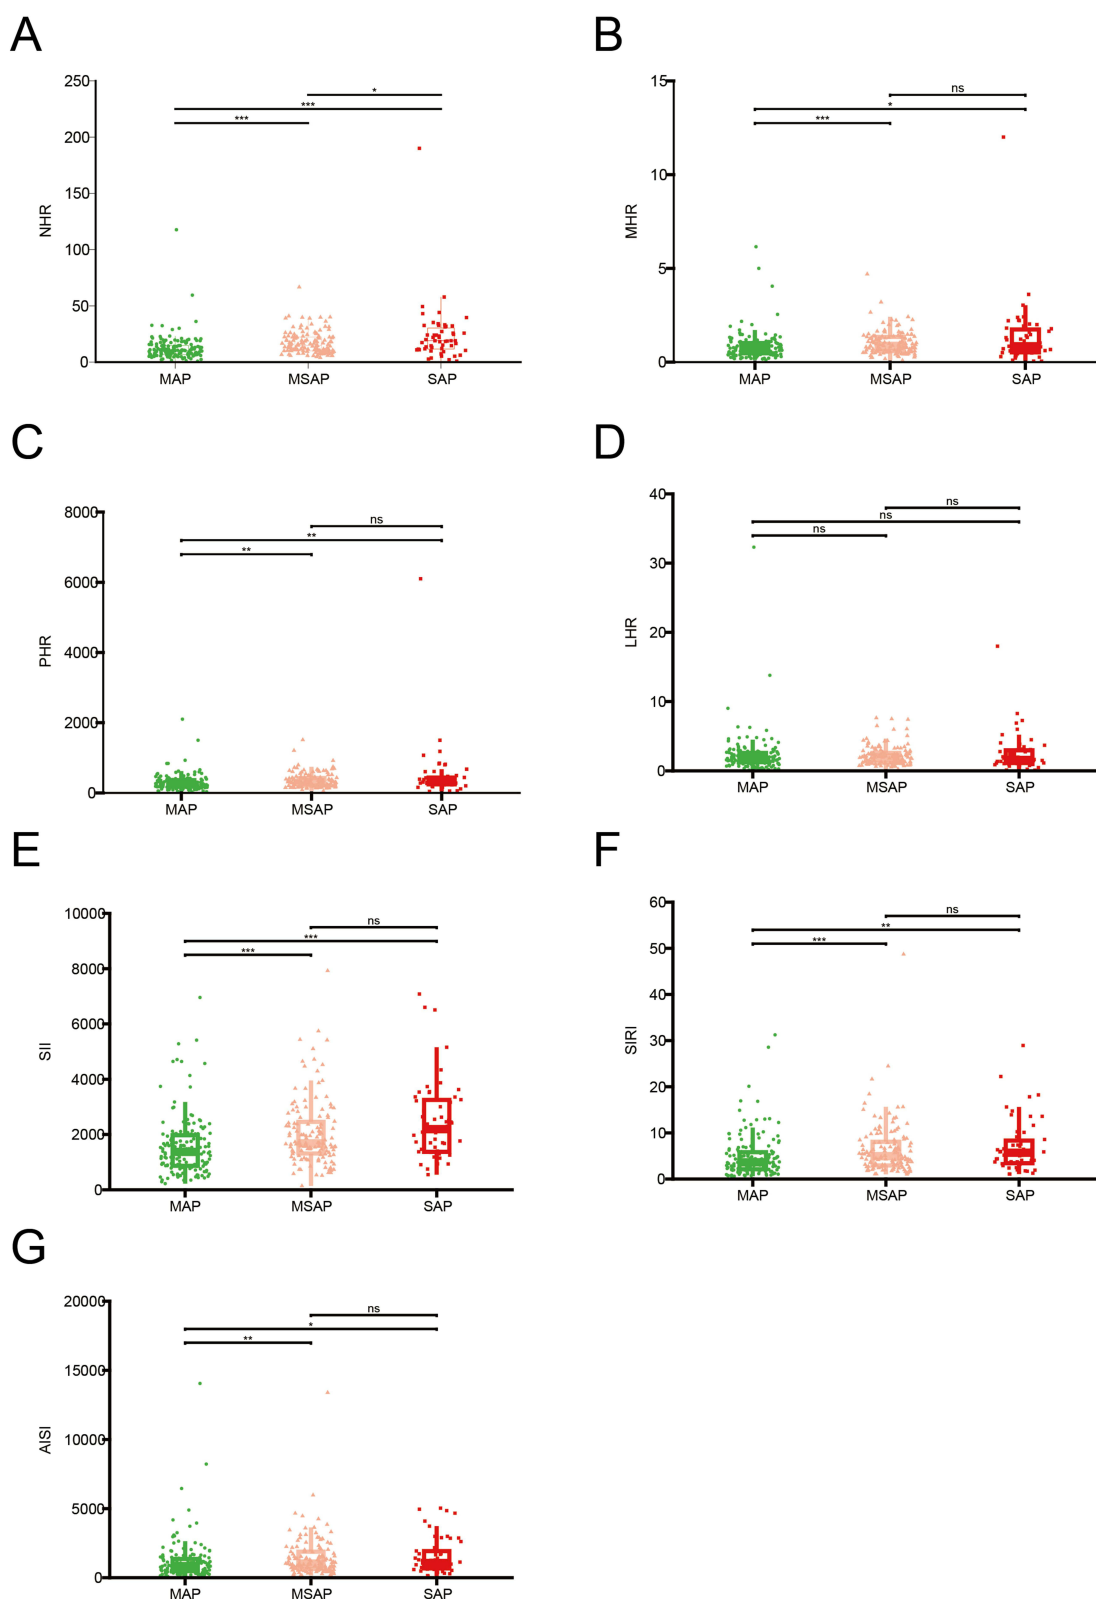 A
250
200
150
100
50
0
NHR
*
***
***
MAP MSAP SAP
B
15
10
5
0
MHR
ns
*
***
MAP MSAP SAP
C
8000
6000
4000
2000
0
PHR
ns
**
**
MAP MSAP SAP
D
40
30
20
10
0
LHR
ns
ns
ns
MAP MSAP SAP
E
10000
8000
6000
4000
2000
0
SII
ns
***
***
MAP MSAP SAP
F
60
50
40
30
20
10
0
SIRI
ns
**
***
MAP MSAP SAP
G
20000
15000
10000
5000
0
AISI
ns
*
**
MAP MSAP SAP